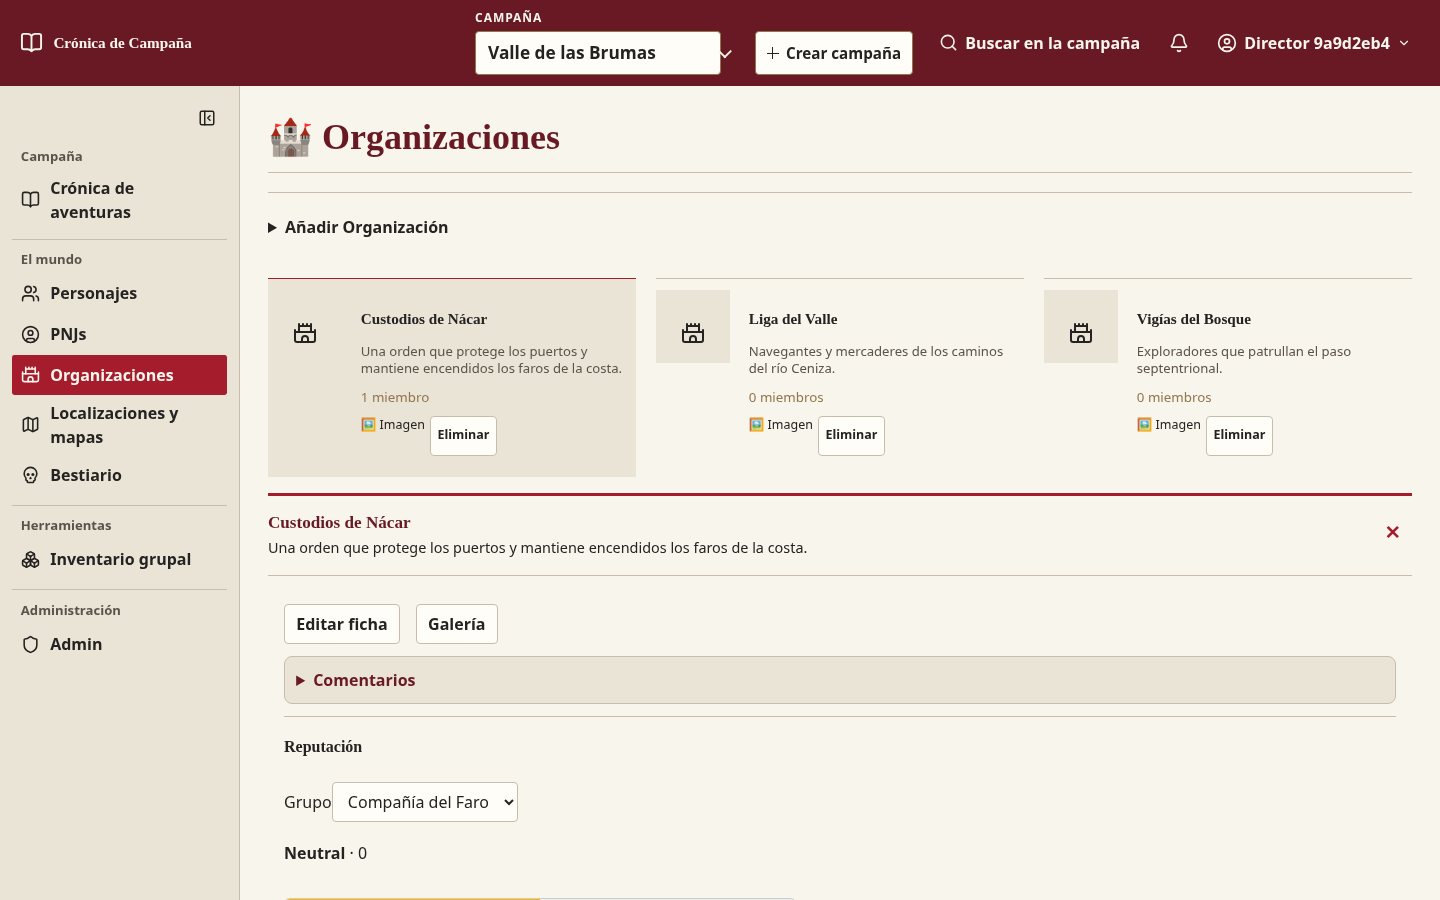 Crónica de Campaña
CAMPAÑA
Valle de las Brumas
Crear campaña
Buscar en la campaña
Director 9a9d2eb4
Campaña
Crónica de
aventuras
El mundo
Personajes
PNJs
Organizaciones
Localizaciones y
mapas
Bestiario
Herramientas
Inventario grupal
Administración
Admin
Organizaciones
Añadir Organización
Custodios de Nácar
Una orden que protege los puertos y
mantiene encendidos los faros de la costa.
1 miembro
Imagen
Eliminar
Liga del Valle
Navegantes y mercaderes de los caminos
del río Ceniza.
0 miembros
Imagen
Eliminar
Vigías del Bosque
Exploradores que patrullan el paso
septentrional.
0 miembros
Imagen
Eliminar
Custodios de Nácar
Una orden que protege los puertos y mantiene encendidos los faros de la costa.
Editar ficha
Galería
Comentarios
Reputación
Grupo Compañía del Faro
Neutral · 0